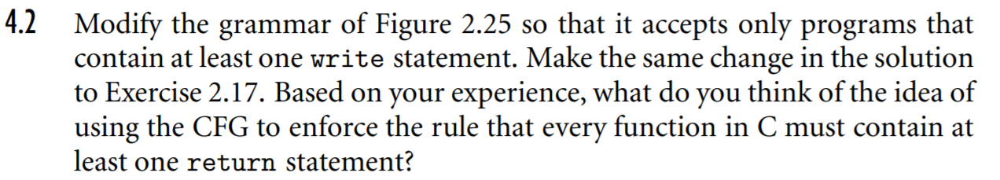 4.2 Modify the grammar of Figure 2.25 so that it accepts only programs that
contain at least one write statement. Make the same change in the solution
to Exercise 2.17. Based on your experience, what do you think of the idea of
using the CFG to enforce the rule that every function in C must contain at
least one return statement?